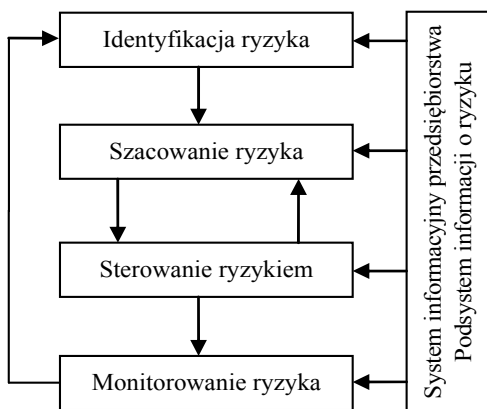 Identyfikacja ryzyka
Szacowanie ryzyka
Sterowanie ryzykiem
Monitorowanie ryzyka
System informacyjny przedsiębiorstwa
Podsystem informacji o ryzyku